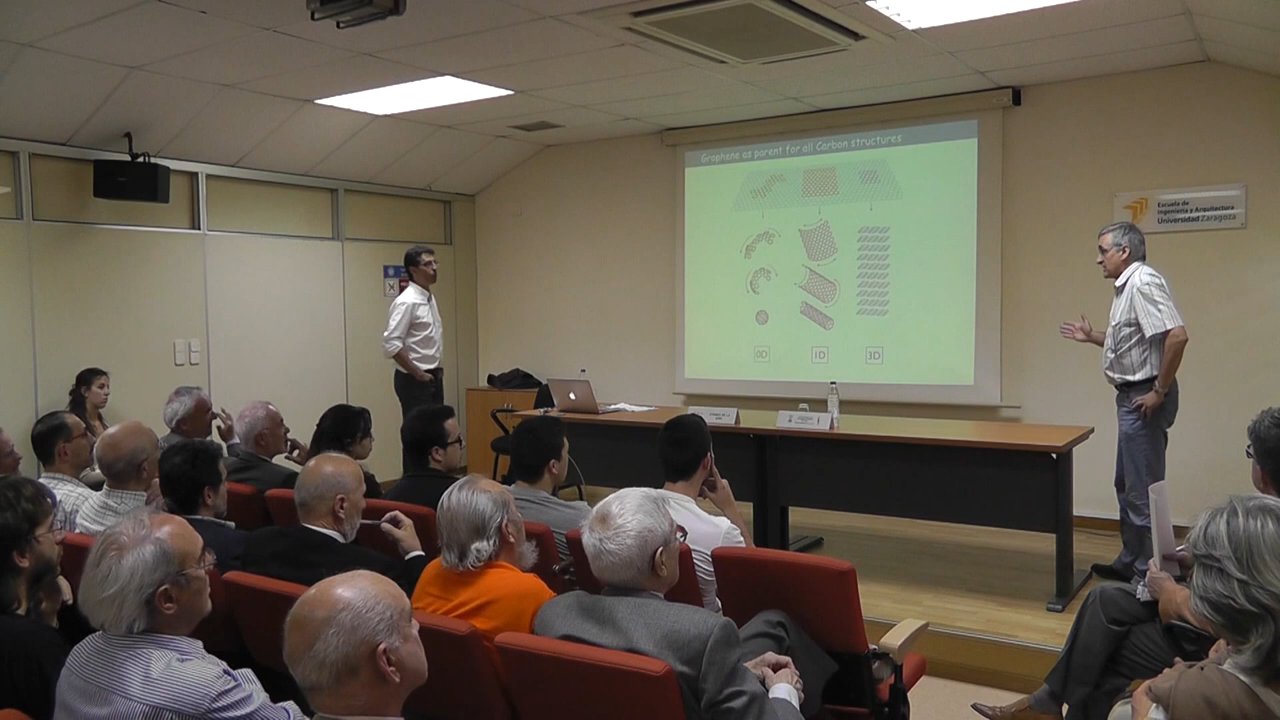 Graphene as parent for all Carbon structures
0D
1D
3D
Escuela de
Ingeniería y Arquitectura
Universidad Zaragoza